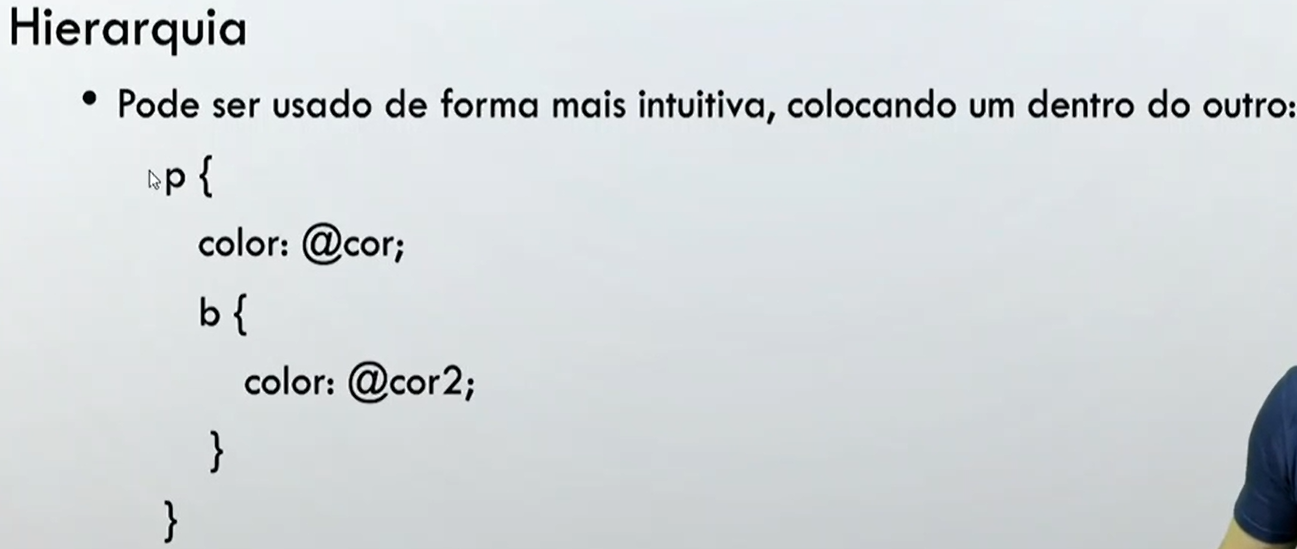 Hierarquia
• Pode ser usado de forma mais intuitiva, colocando um dentro do outro:
p {
color: @cor;
b {
color: @cor2;
}
}